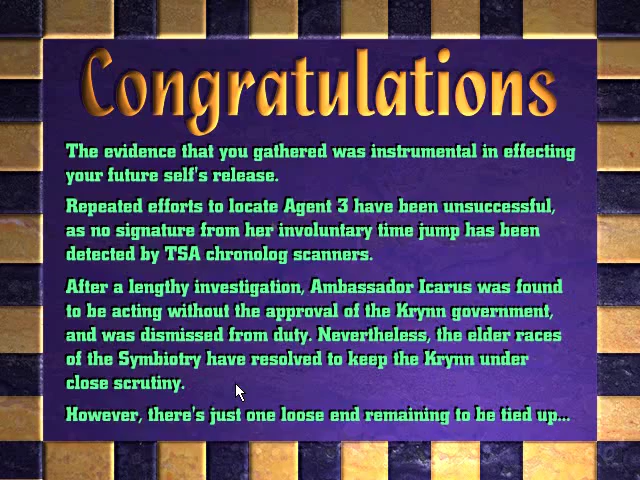 Congratulations
The evidence that you gathered was instrumental in effecting
your future self's release.
Repeated efforts to locate Agent 3 have been unsuccessful,
as no signature from her involuntary time jump has been
detected by TSA chronolog scanners.
After a lengthy investigation, Ambassador Icarus was found
to be acting without the approval of the Krynn government,
and was dismissed from duty. Nevertheless, the elder races
of the Symbiotry have resolved to keep the Krynn under
close scrutiny.
However, there's just one loose end remaining to be tied up...